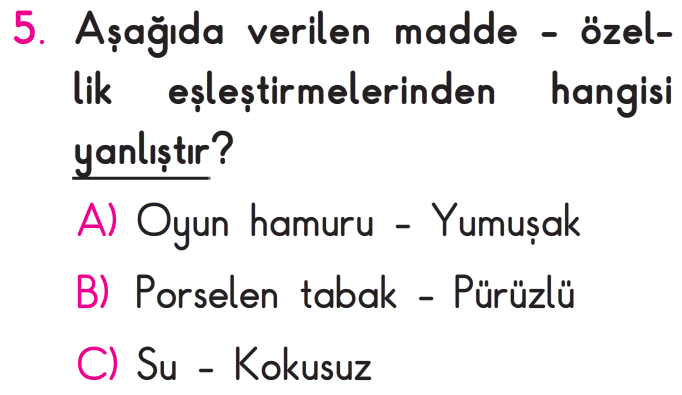 5. Aşağıda verilen madde - özel-
lik eşleştirmelerinden hangisi
yanlıştır?
A) Oyun hamuru - Yumuşak
B) Porselen tabak - Pürüzlü
C) Su - Kokusuz